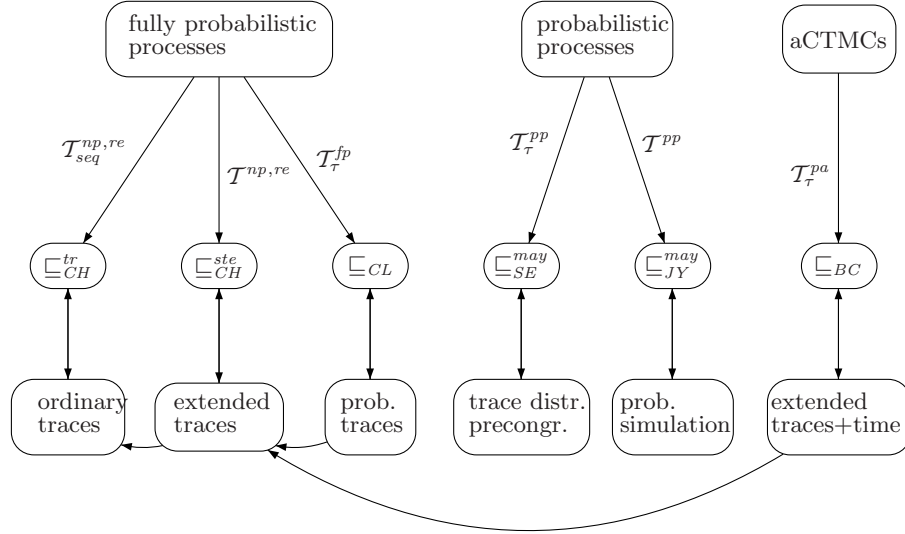 fully probabilistic
processes
probabilistic
processes
aCTMCs
𝒯^{np,re}_{seq}
𝒯^{np,re}
𝒯^{fp}_τ
𝒯^{pp}_τ
𝒯^{pp}
𝒯^{pa}_τ
⊑^{tr}_{CH}
⊑^{ste}_{CH}
⊑_{CL}
⊑^{may}_{SE}
⊑^{may}_{JY}
⊑_{BC}
ordinary
traces
extended
traces
prob.
traces
trace distr.
precongr.
prob.
simulation
extended
traces+time